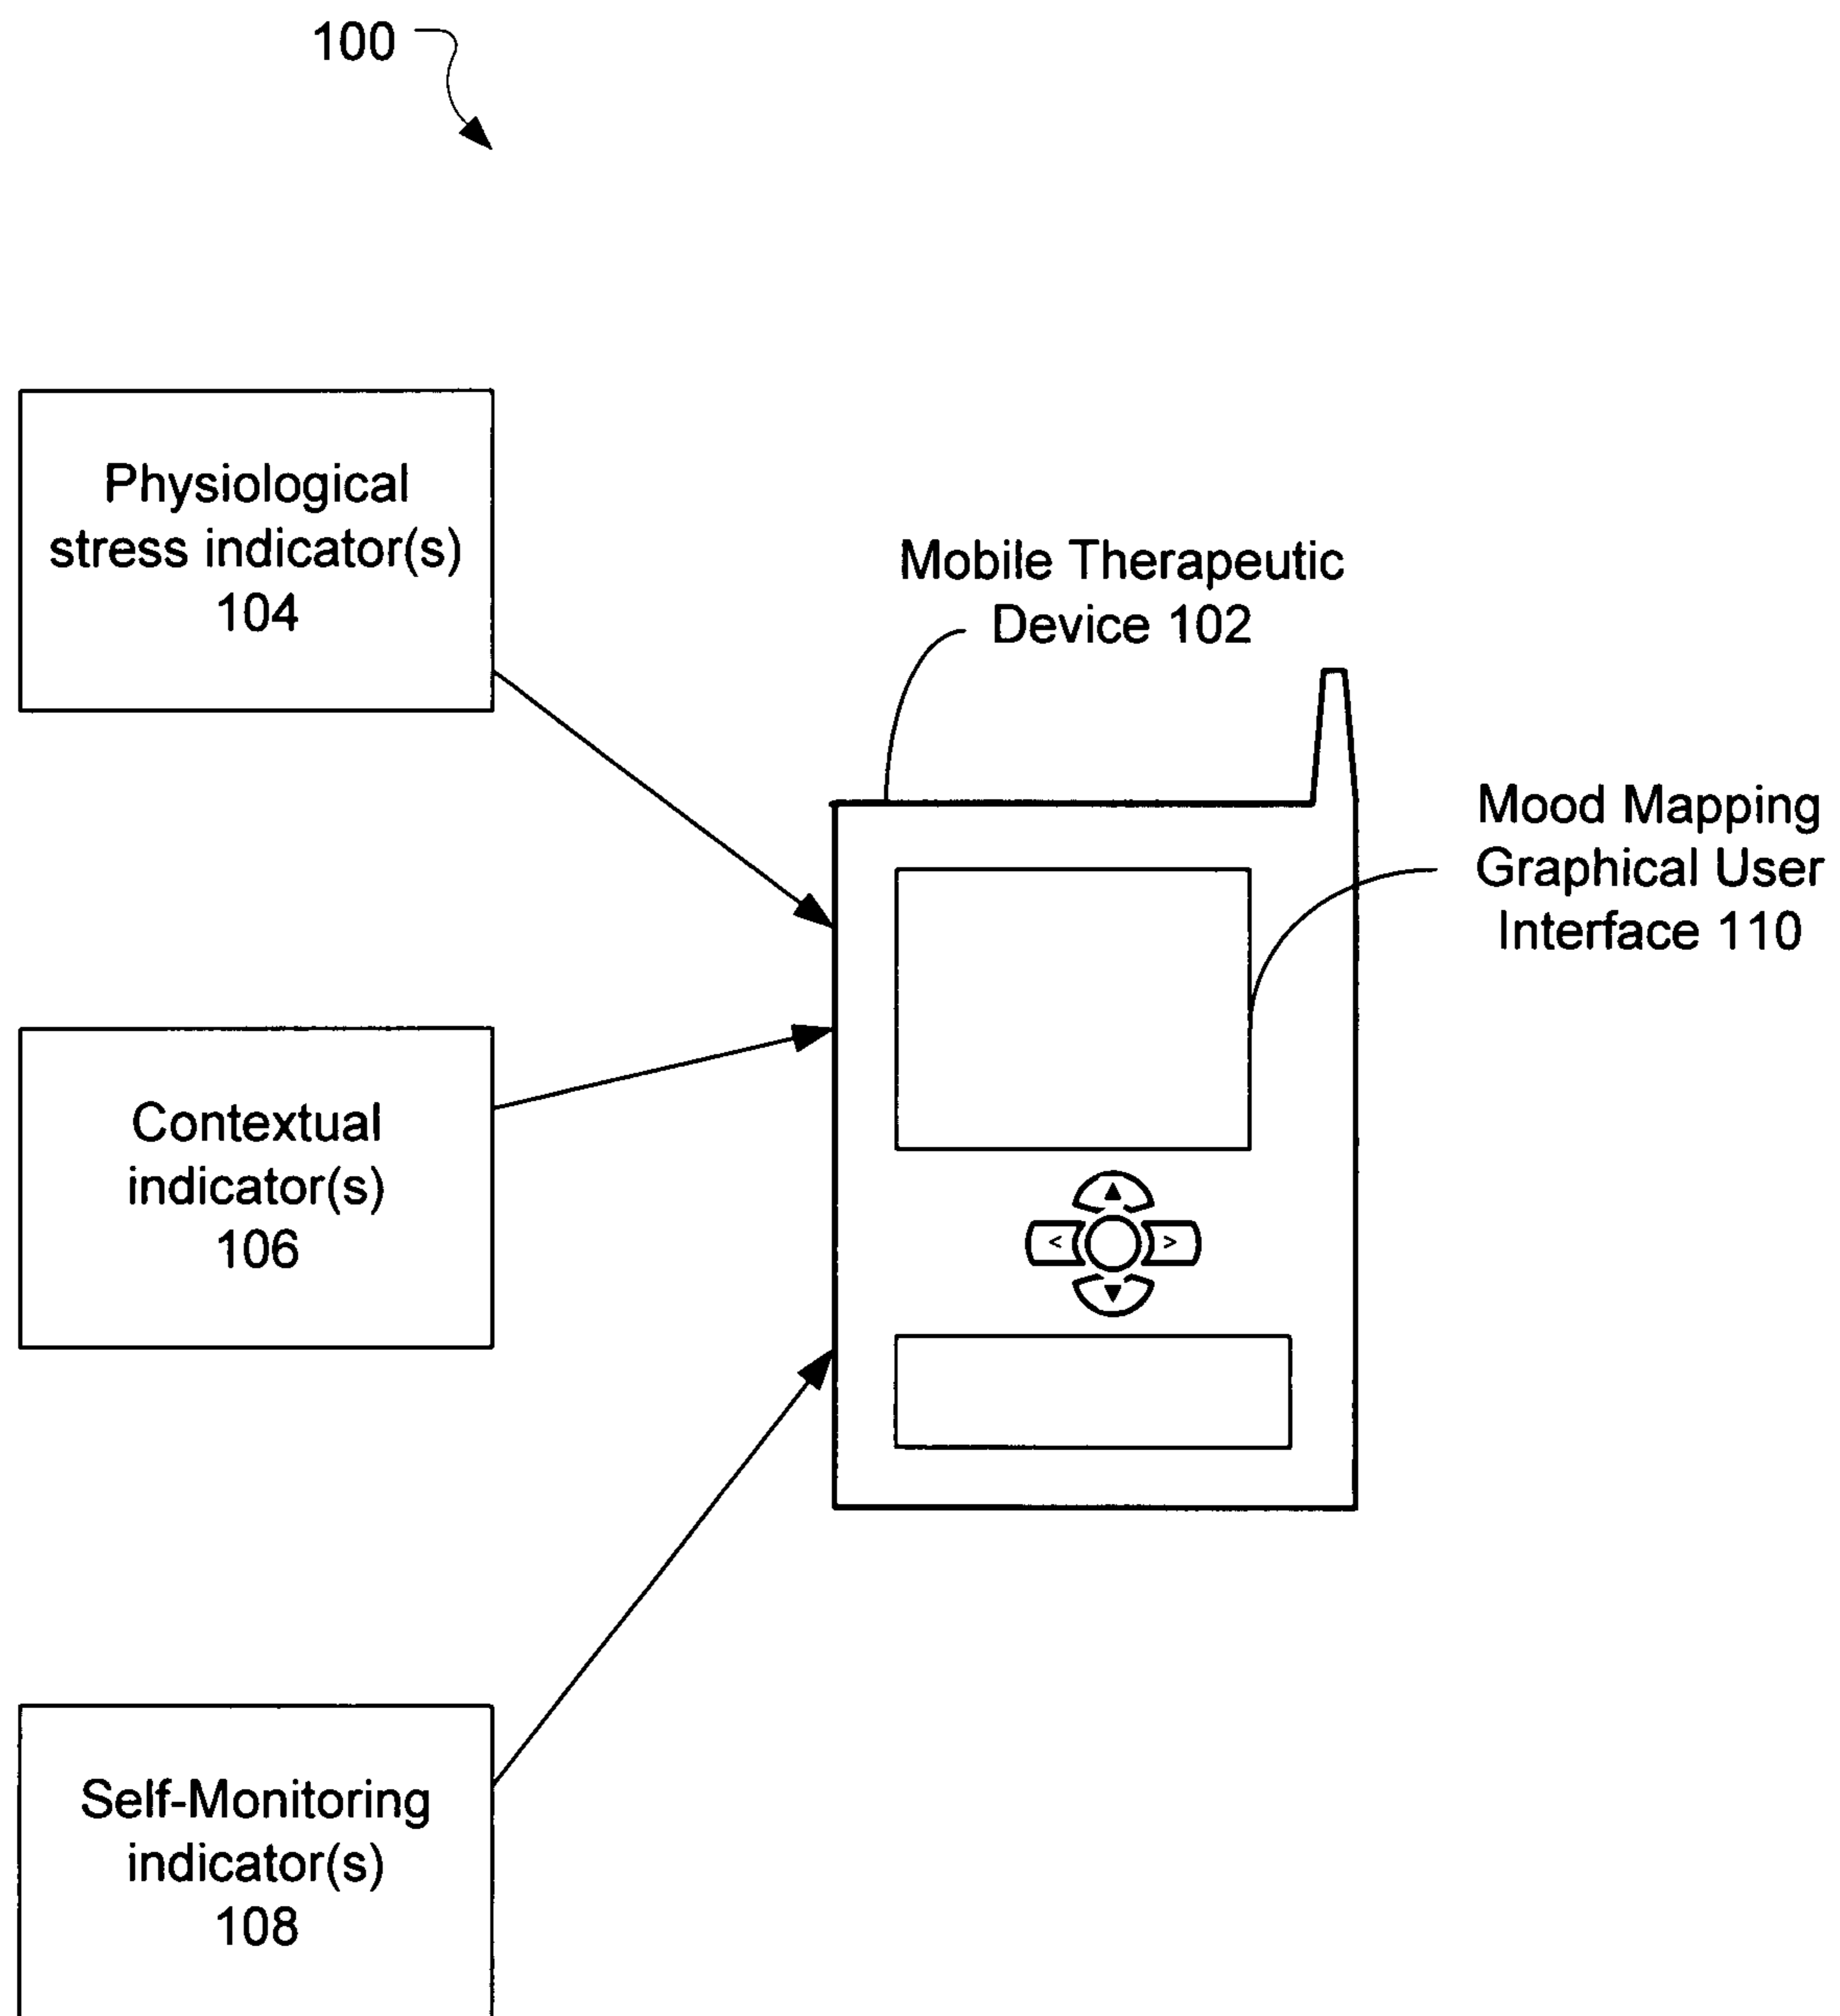 100
Physiological
stress indicator(s)
104
Mobile Therapeutic
Device 102
Mood Mapping
Graphical User
Interface 110
Contextual
indicator(s)
106
<
>
Self-Monitoring
indicator(s)
108